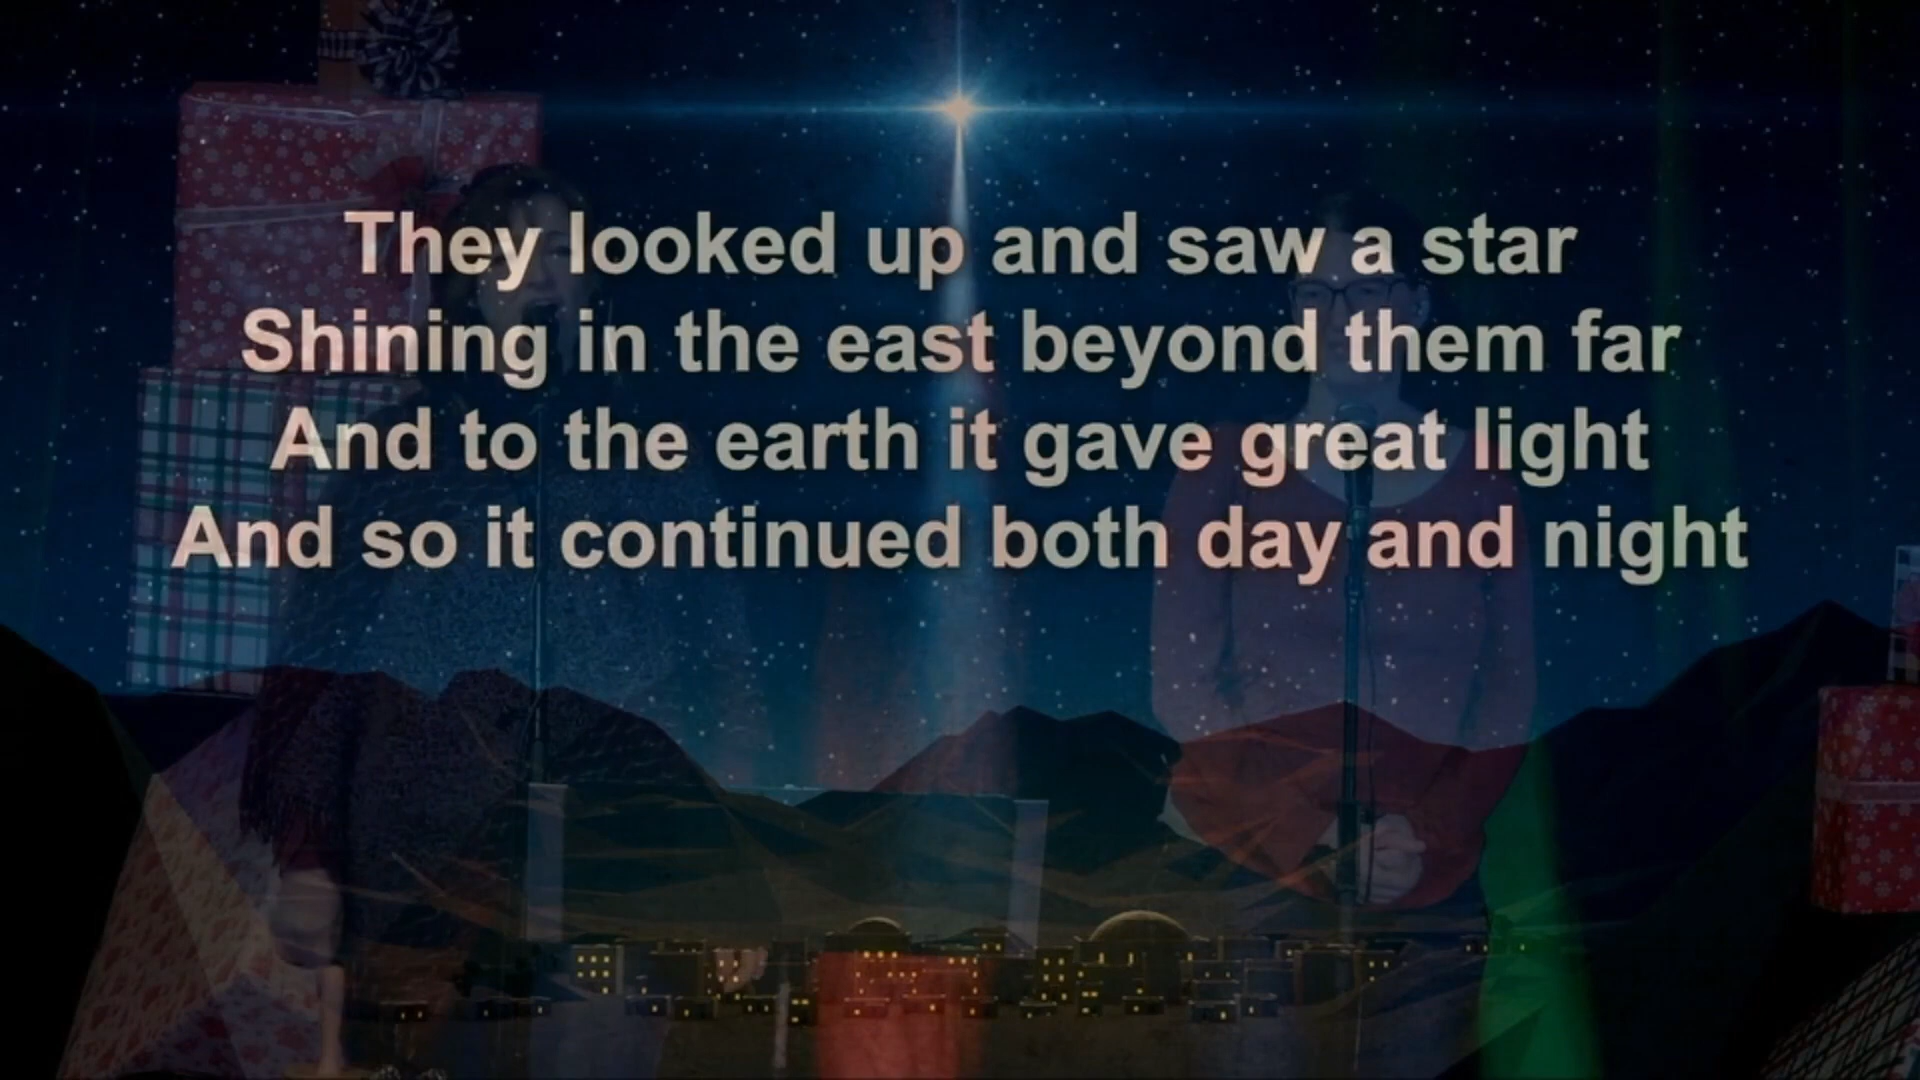 They looked up and saw a star
Shining in the east beyond them far
And to the earth it gave great light
And so it continued both day and night